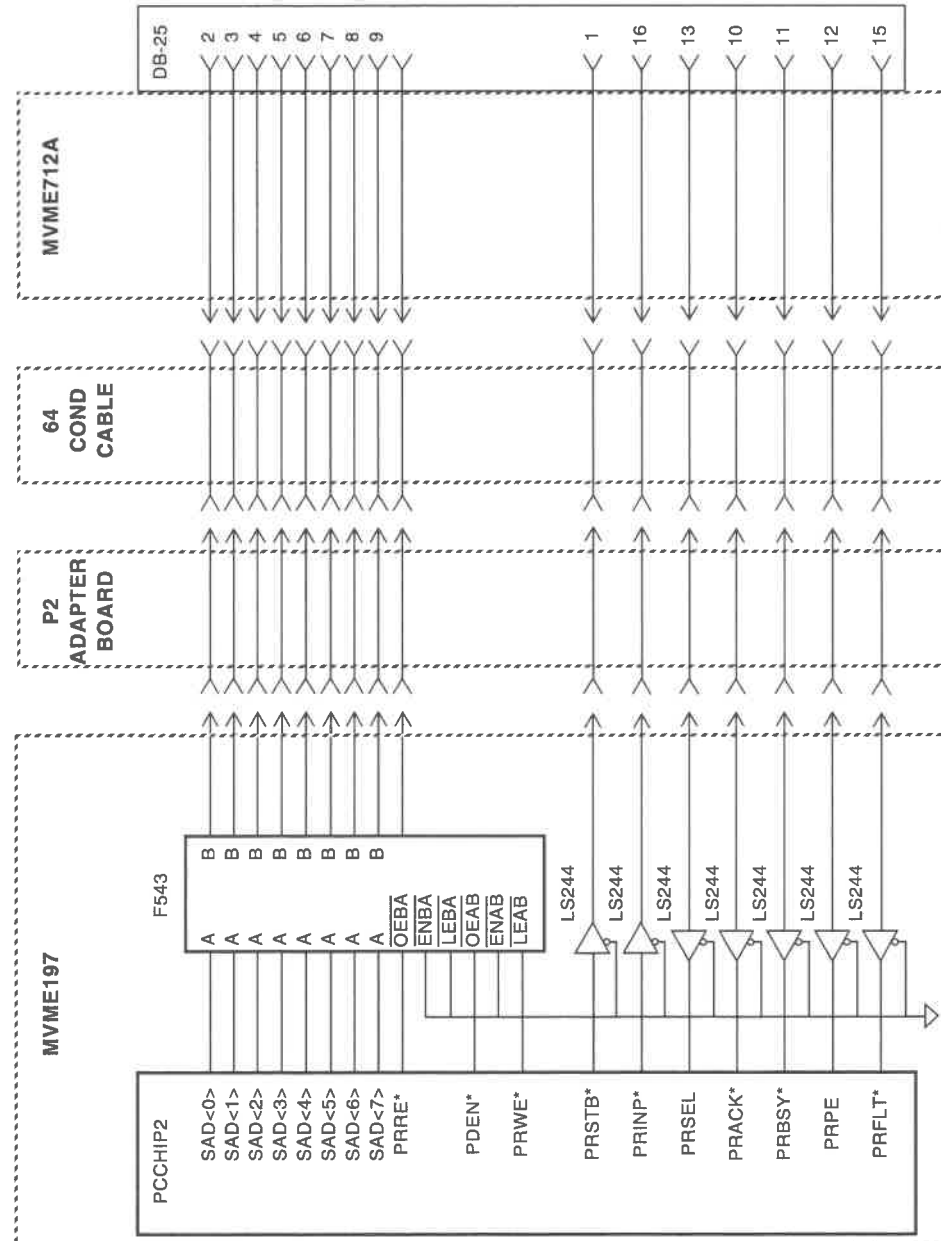 DB-25
2
3
4
5
6
7
8
9
1
16
13
10
11
12
15
MVME712A
64
COND
CABLE
P2
ADAPTER
BOARD
MVME197
F543
B
B
B
B
B
B
B
B
A
A
A
A
A
A
A
A
OEBA
ENBA
LEBA
OEAB
ENAB
LEAB
LS244
LS244
LS244
LS244
LS244
LS244
LS244
PCCHIP2
SAD<0>
SAD<1>
SAD<2>
SAD<3>
SAD<4>
SAD<5>
SAD<6>
SAD<7>
PRRE*
PDEN*
PRWE*
PRSTB*
PRINP*
PRSEL
PRACK*
PRBSY*
PRPE
PRFLT*